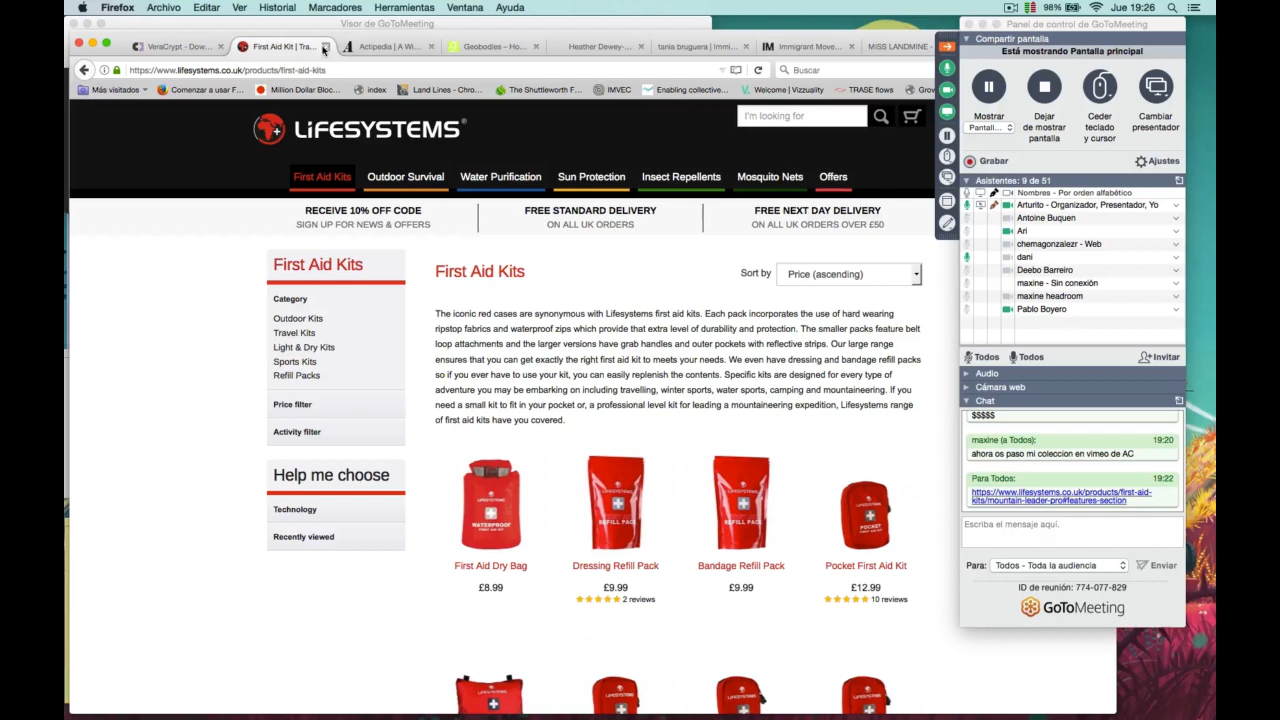 Firefox Archivo Editar Ver Historial Marcadores Herramientas Ventana Ayuda
98% Jue 19:26
Visor de GoToMeeting
VeraCrypt - Dow...
First Aid Kit | Tra...
Actipedia | A Wi...
Geobodies – Ho...
Heather Dewey-...
tania bruguera | Immi...
IM Immigrant Move...
MISS LANDMINE -
https://www.lifesystems.co.uk/products/first-aid-kits
Buscar
Más visitados
Comenzar a usar F...
Million Dollar Bloc...
index
Land Lines - Chro...
The Shuttleworth F...
IMVEC
Enabling collective...
Welcome | Vizzuality
TRASE flows
Grov
LIFESYSTEMS®
I'm looking for
First Aid Kits
Outdoor Survival
Water Purification
Sun Protection
Insect Repellents
Mosquito Nets
Offers
RECEIVE 10% OFF CODE
SIGN UP FOR NEWS & OFFERS
FREE STANDARD DELIVERY
ON ALL UK ORDERS
FREE NEXT DAY DELIVERY
ON ALL UK ORDERS OVER £50
First Aid Kits
Category
Outdoor Kits
Travel Kits
Light & Dry Kits
Sports Kits
Refill Packs
Price filter
Activity filter
Help me choose
Technology
Recently viewed
First Aid Kits
Sort by
Price (ascending)
The iconic red cases are synonymous with Lifesystems first aid kits. Each pack incorporates the use of hard wearing
ripstop fabrics and waterproof zips which provide that extra level of durability and protection. The smaller packs feature belt
loop attachments and the larger versions have grab handles and outer pockets with reflective strips. Our large range
ensures that you can get exactly the right first aid kit to meets your needs. We even have dressing and bandage refill packs
so if you ever have to use your kit, you can easily replenish the contents. Specific kits are designed for every type of
adventure you may be embarking on including travelling, winter sports, water sports, camping and mountaineering. If you
need a small kit to fit in your pocket or, a professional level kit for leading a mountaineering expedition, Lifesystems range
of first aid kits have you covered.
WATERPROOF
REFILL PACK
REFILL PACK
POCKET
First Aid Dry Bag
£8.99
Dressing Refill Pack
£9.99
2 reviews
Bandage Refill Pack
£9.99
Pocket First Aid Kit
£12.99
10 reviews
Panel de control de GoToMeeting
Compartir pantalla
Está mostrando Pantalla principal
Mostrar
Pantall...
Dejar
de mostrar
pantalla
Ceder
teclado
y cursor
Cambiar
presentador
Grabar
Ajustes
Asistentes: 9 de 51
Nombres - Por orden alfabético
Arturito - Organizador, Presentador, Yo
Antoine Buquen
Ari
chemagonzalezr - Web
dani
Deebo Barreiro
maxine - Sin conexión
maxine headroom
Pablo Boyero
Todos
Todos
Invitar
Audio
Cámara web
Chat
$$$$$
maxine (a Todos): 19:20
ahora os paso mi coleccion en vimeo de AC
Para Todos: 19:22
https://www.lifesystems.co.uk/products/first-aid-
kits/mountain-leader-pro#features-section
Escriba el mensaje aquí.
Para: Todos - Toda la audiencia
Enviar
ID de reunión: 774-077-829
GoToMeeting